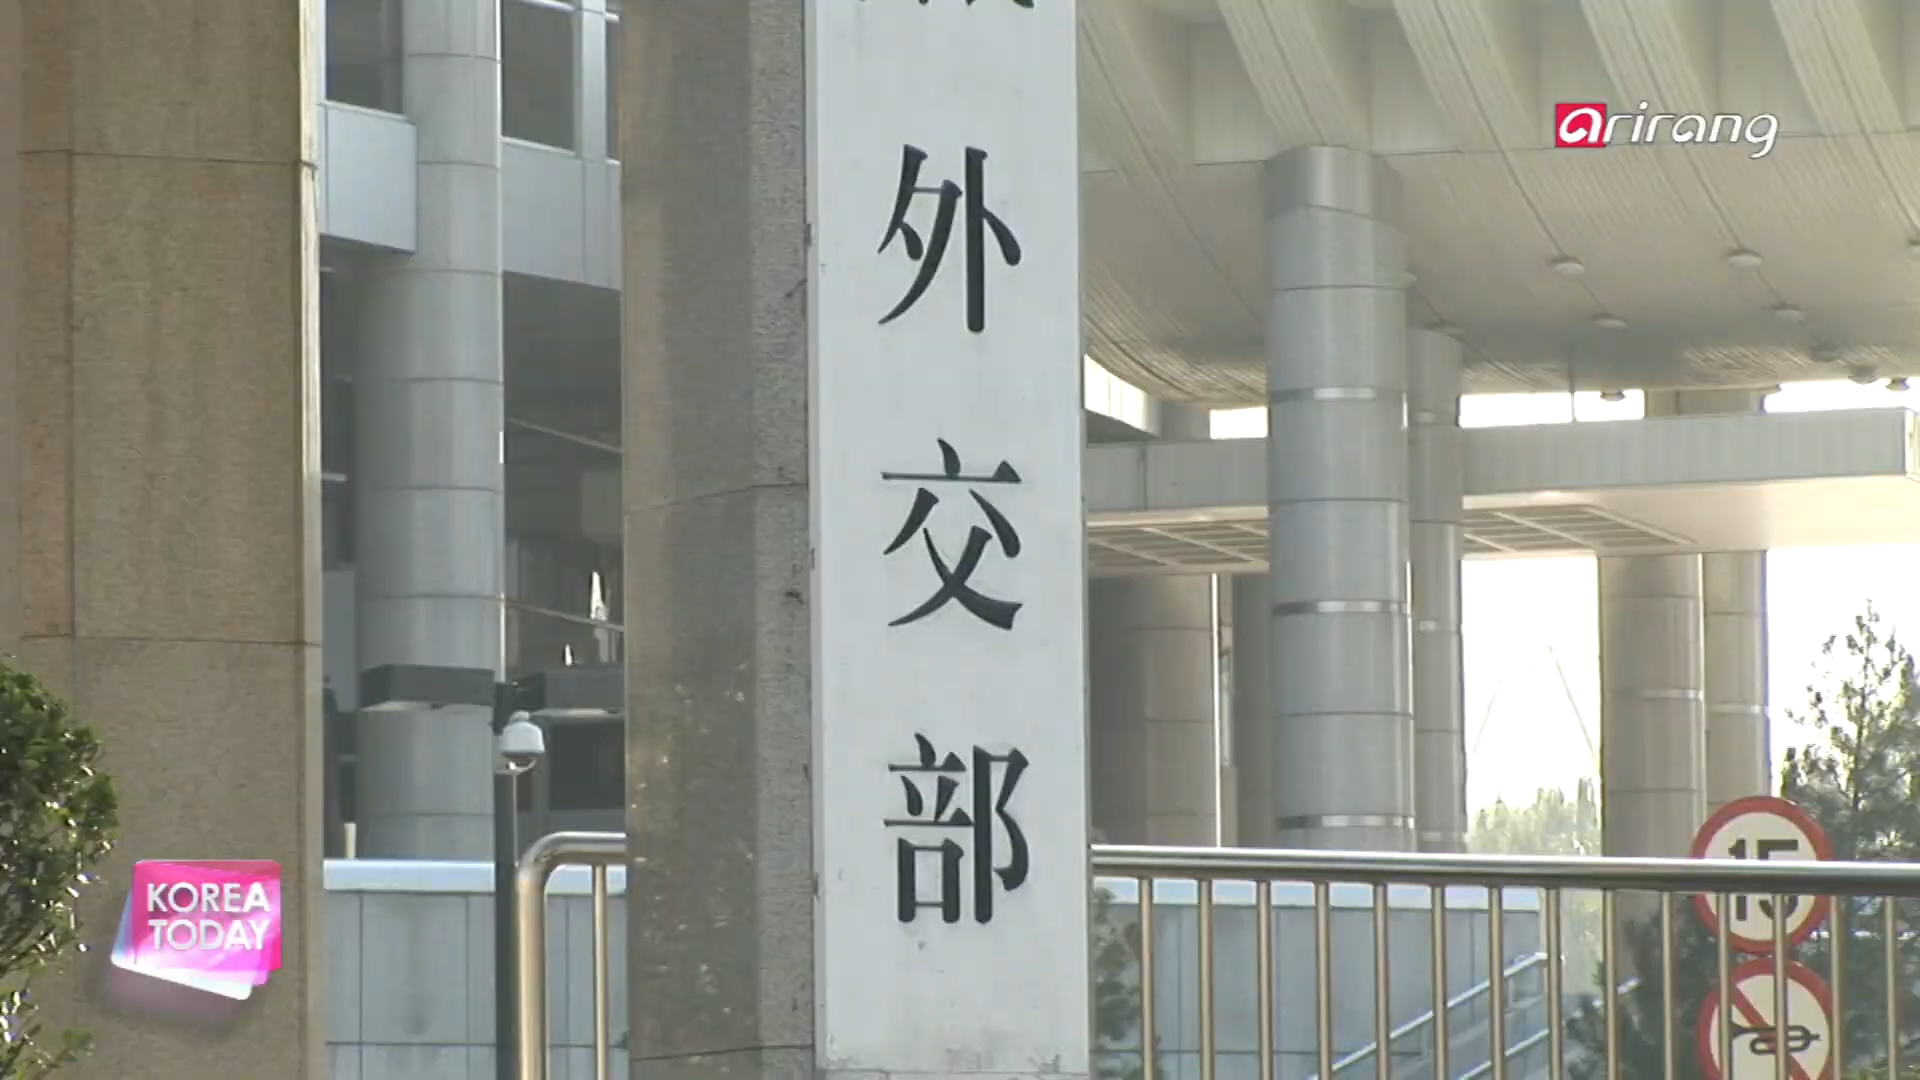 arirang
外
交
部
15
KOREA
TODAY